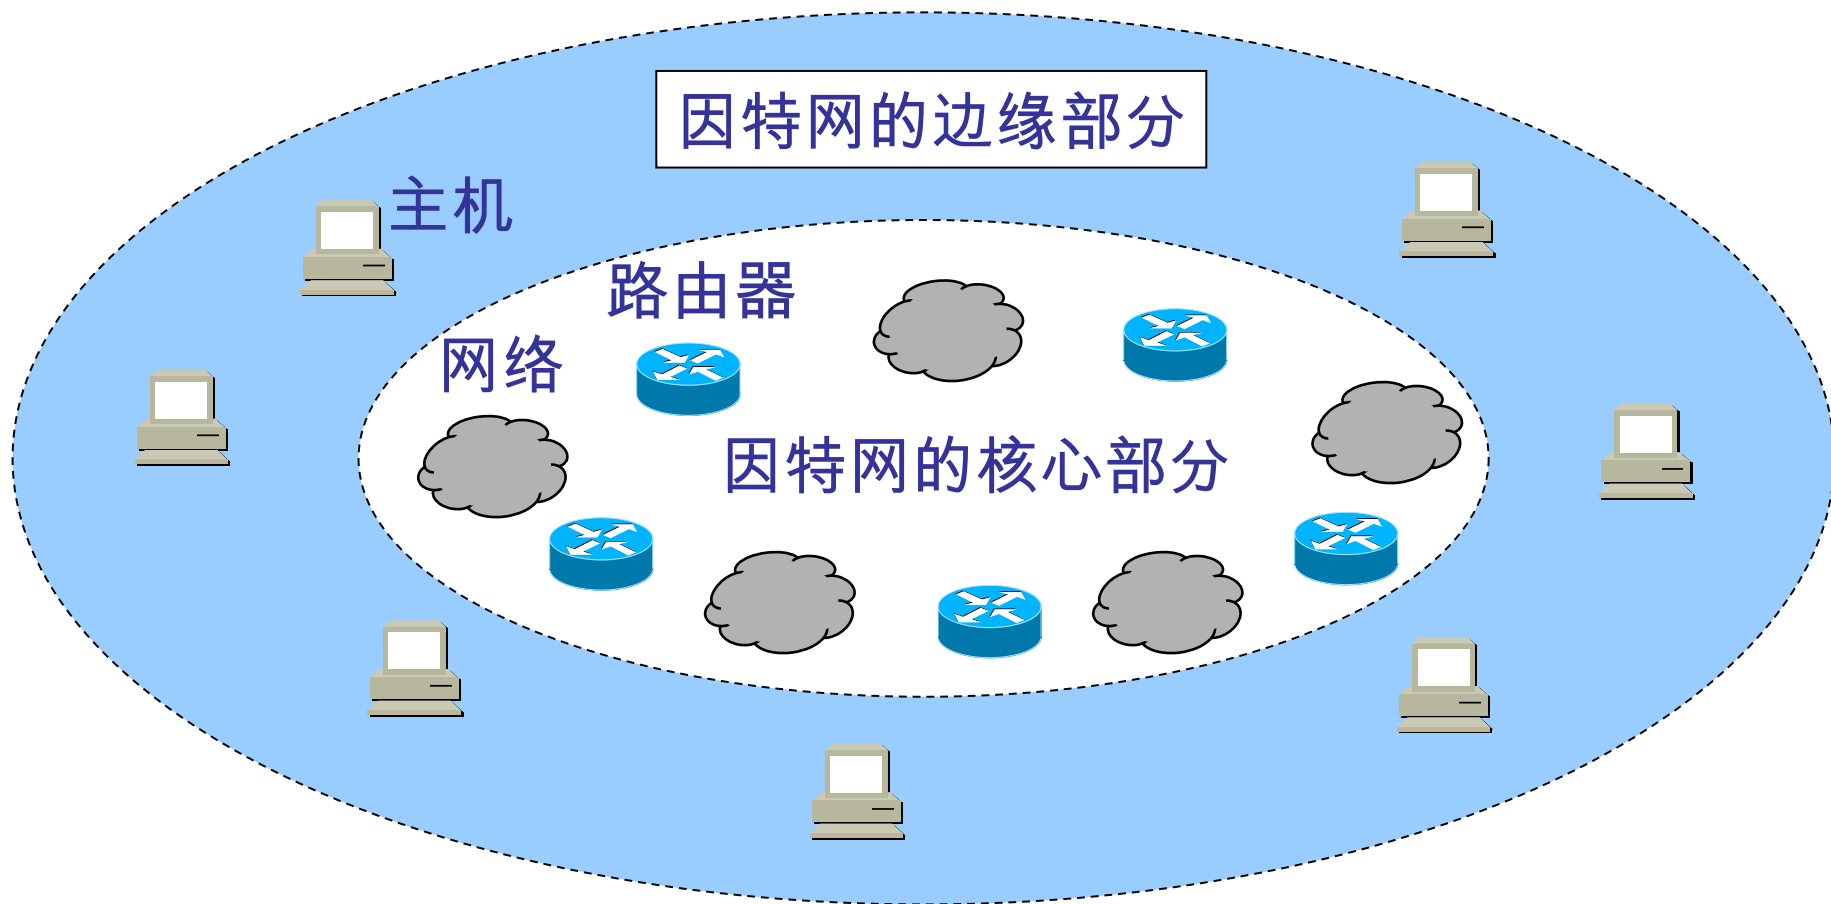 因特网的边缘部分
主机
路由器
网络
因特网的核心部分